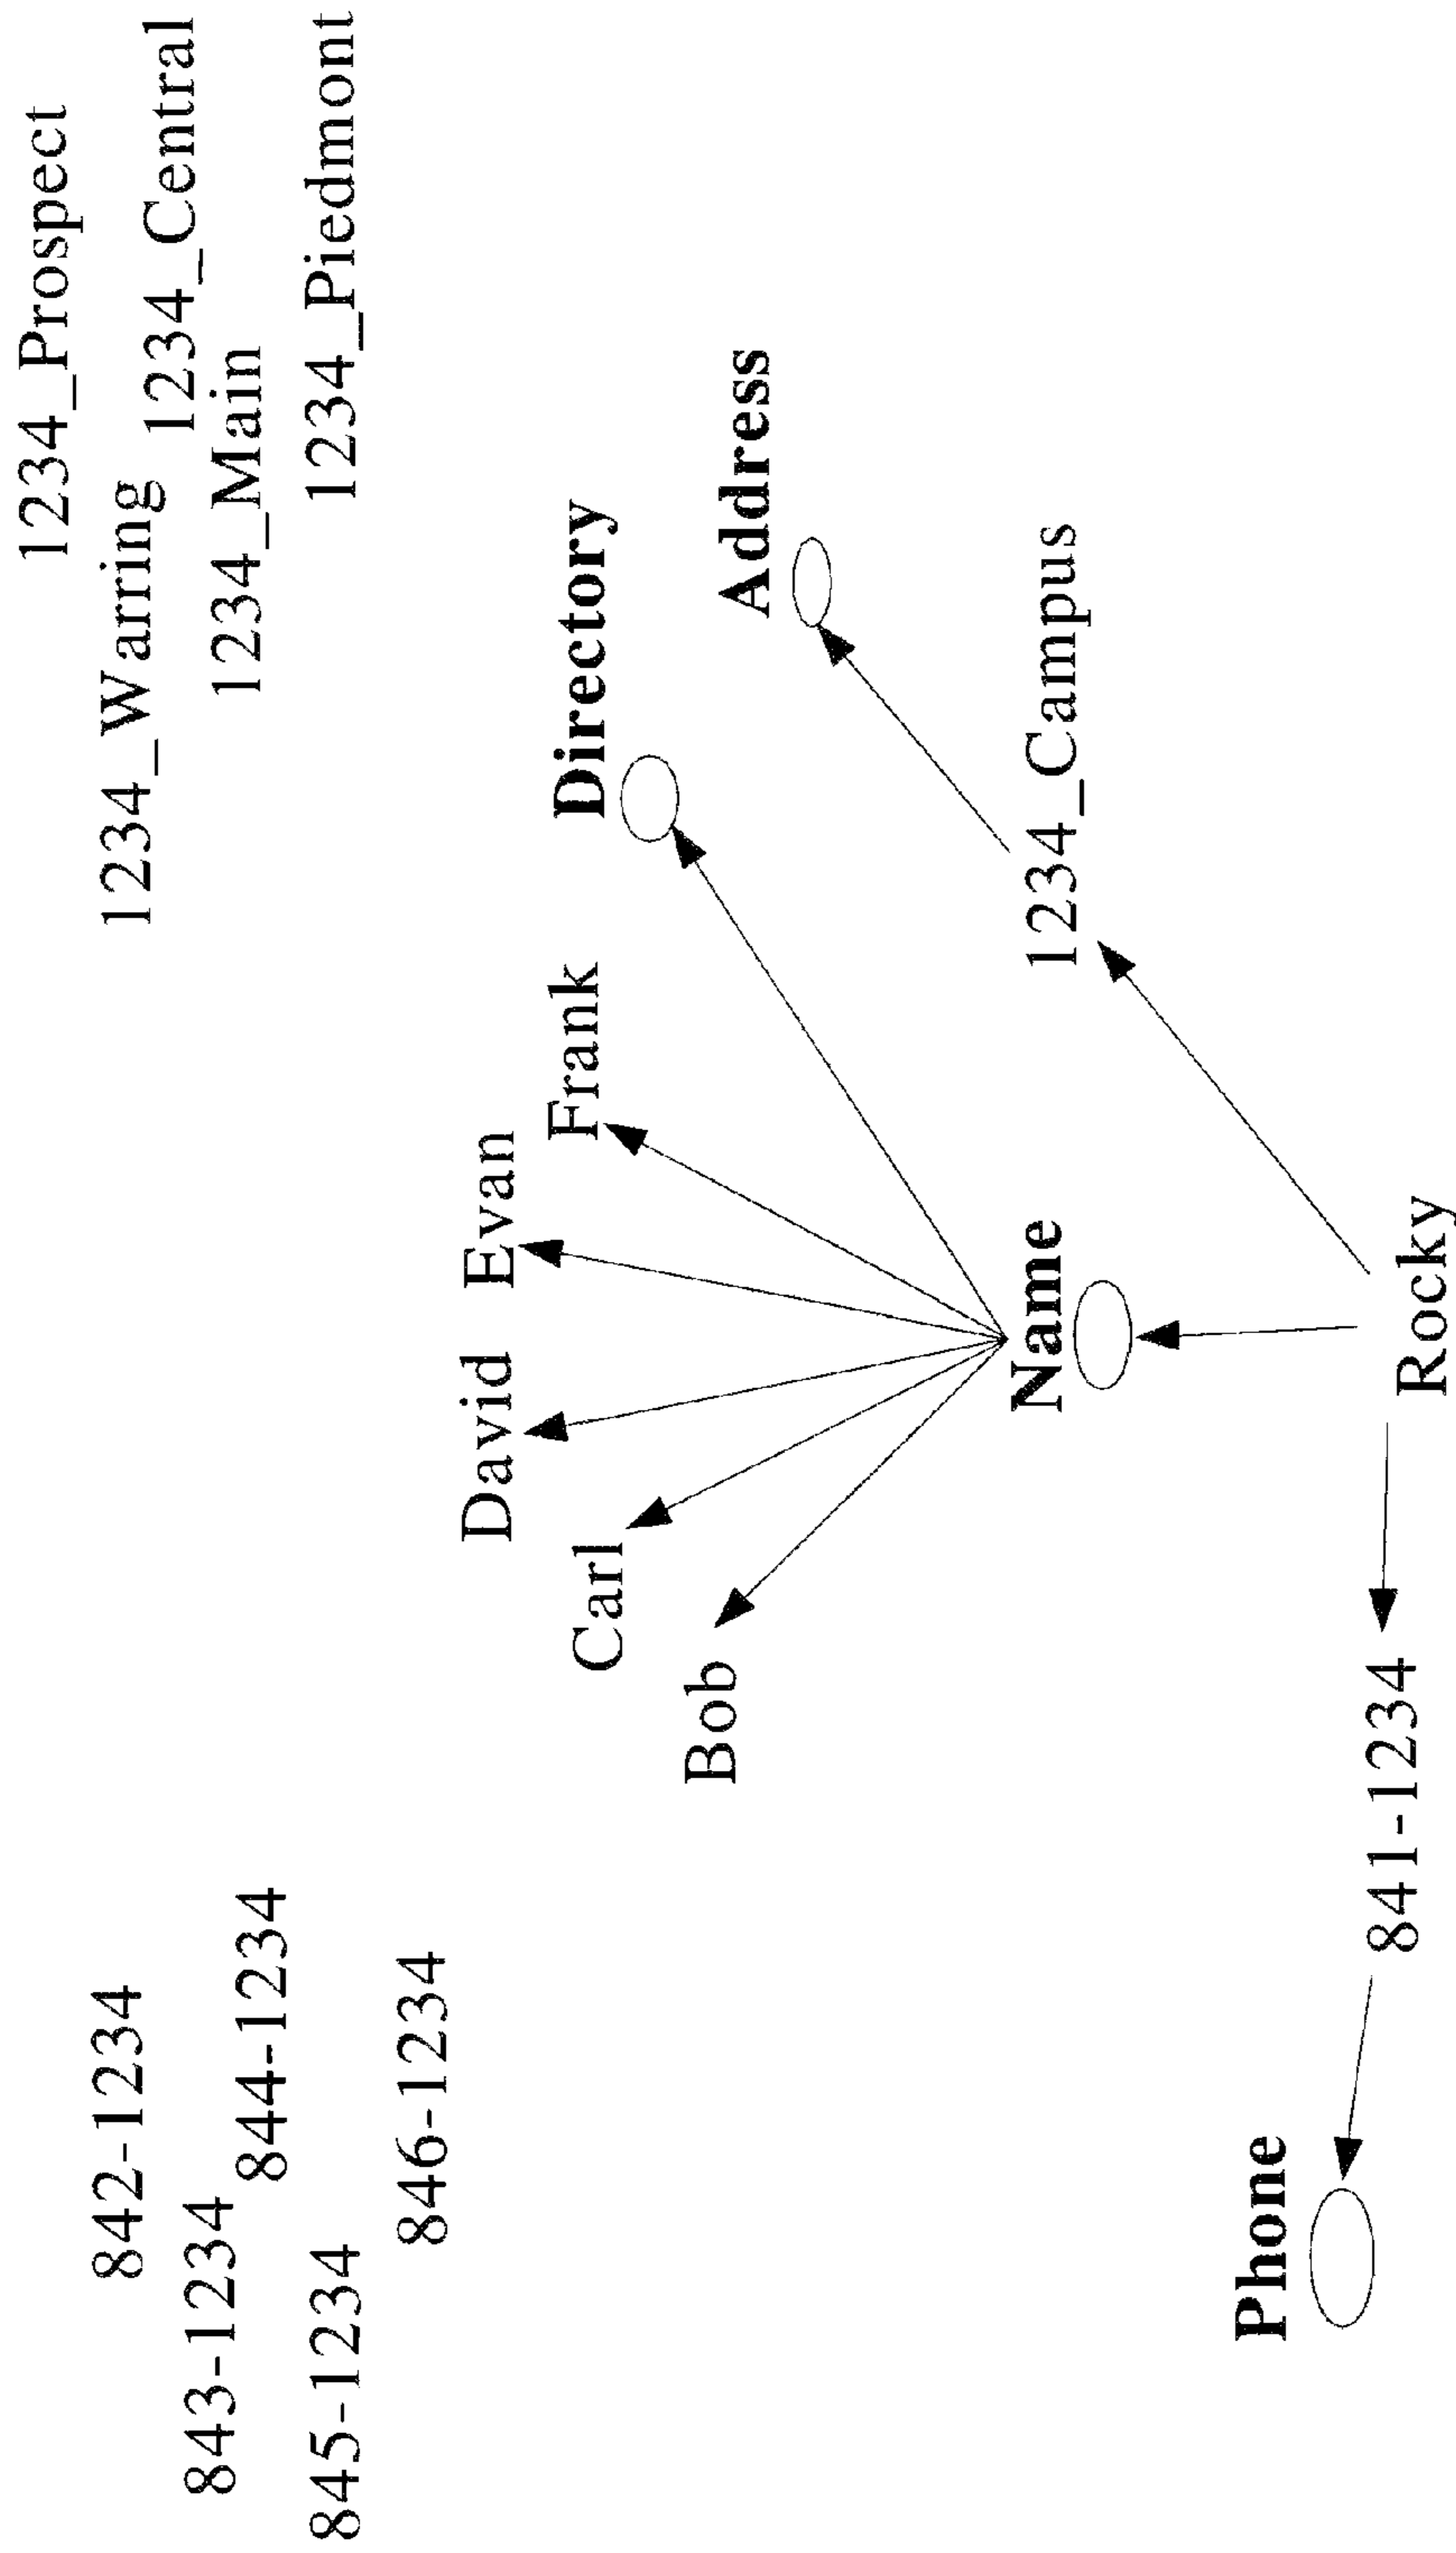 842-1234
843-1234
844-1234
845-1234
846-1234
1234_Prospect
1234_Warring
1234_Central
1234_Main
1234_Piedmont
David
Evan
Carl
Frank
Directory
Bob
Address
Name
1234_Campus
Phone
841-1234
Rocky